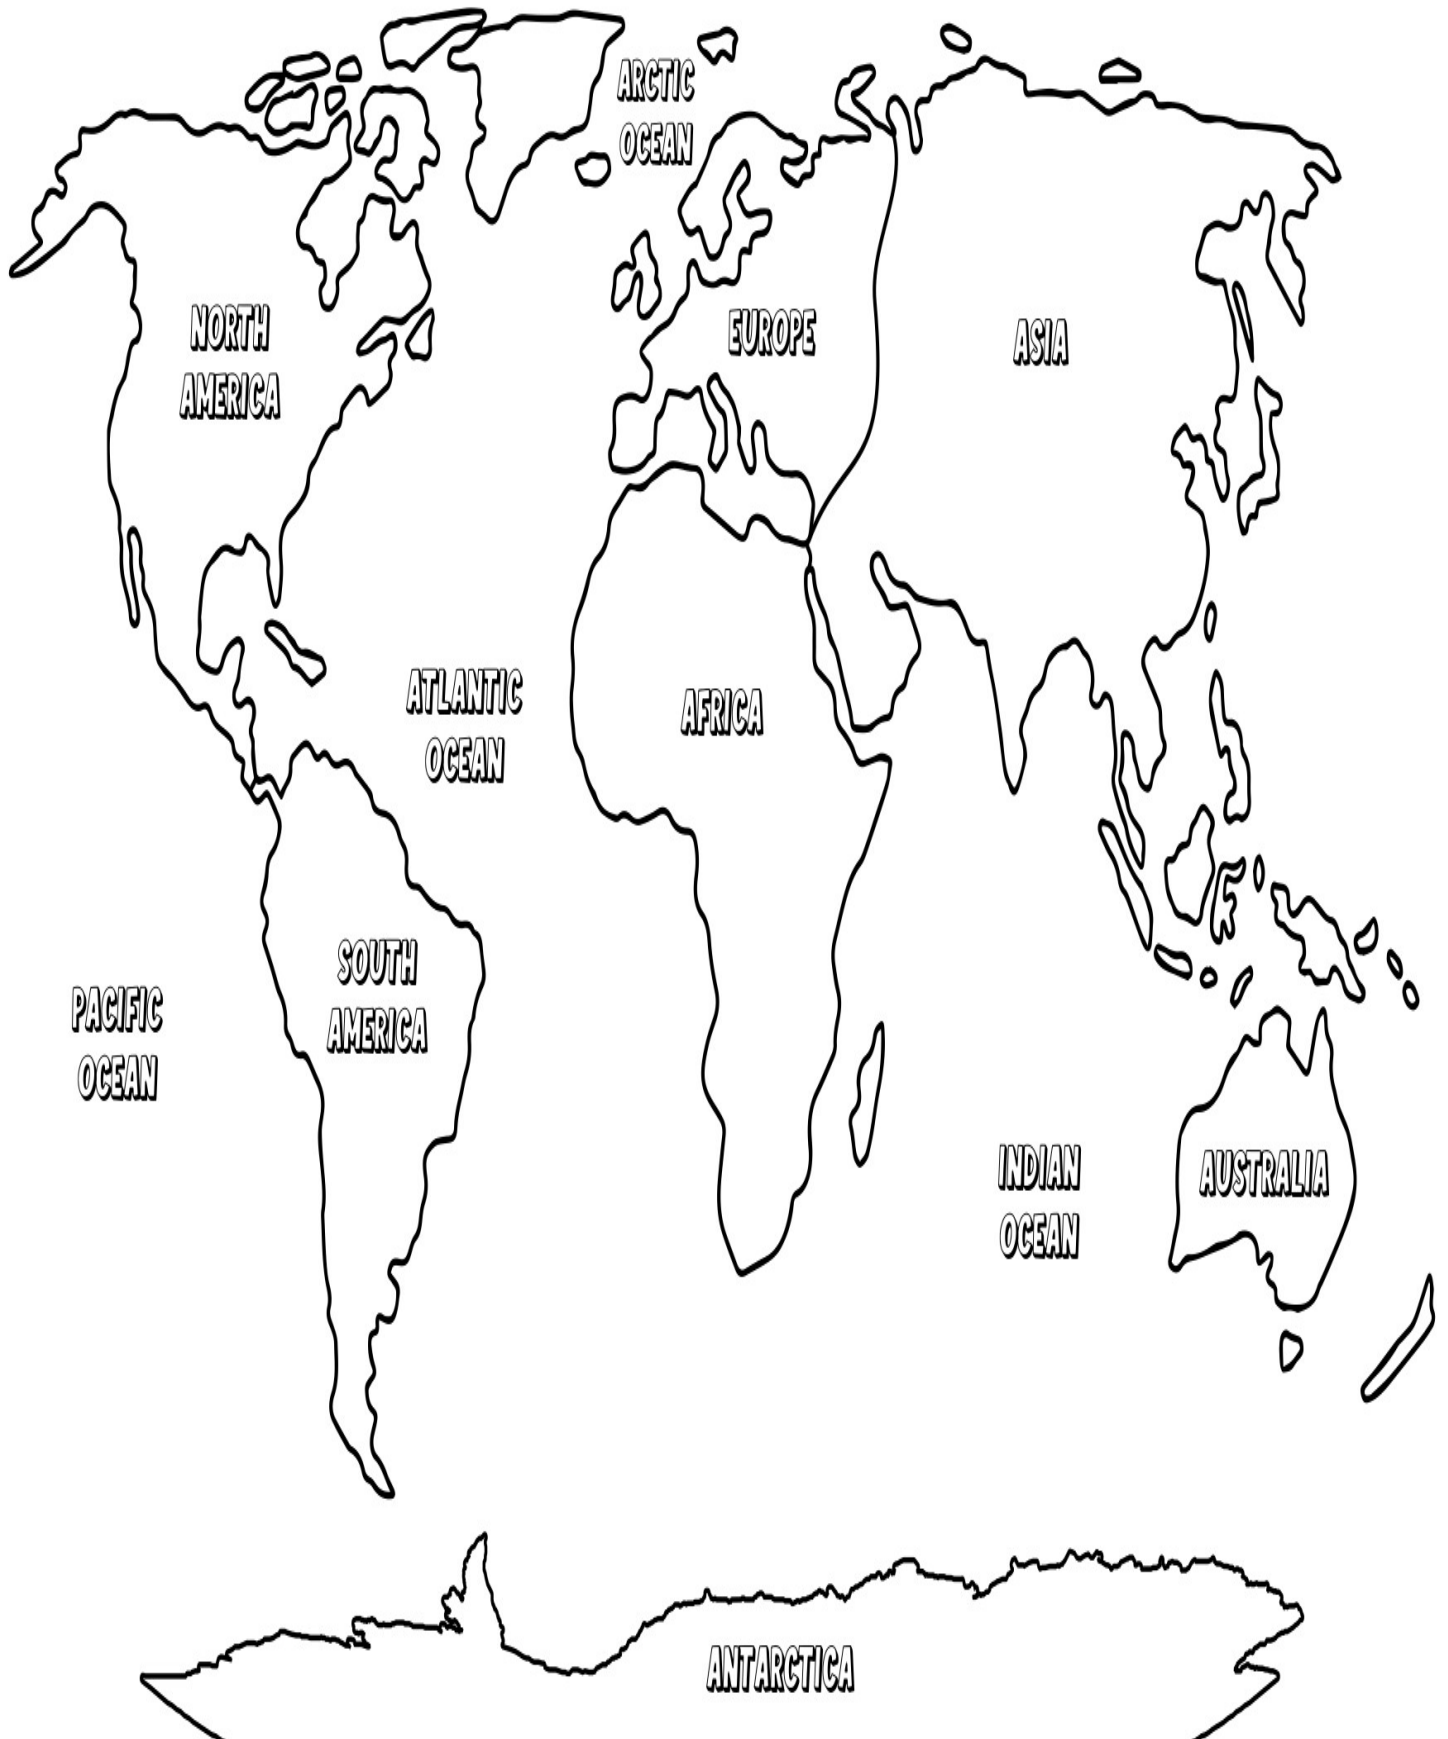 ARCTIC
OCEAN
NORTH
AMERICA
EUROPE
ASIA
ATLANTIC
OCEAN
AFRICA
SOUTH
AMERICA
PACIFIC
OCEAN
INDIAN
OCEAN
AUSTRALIA
ANTARCTICA